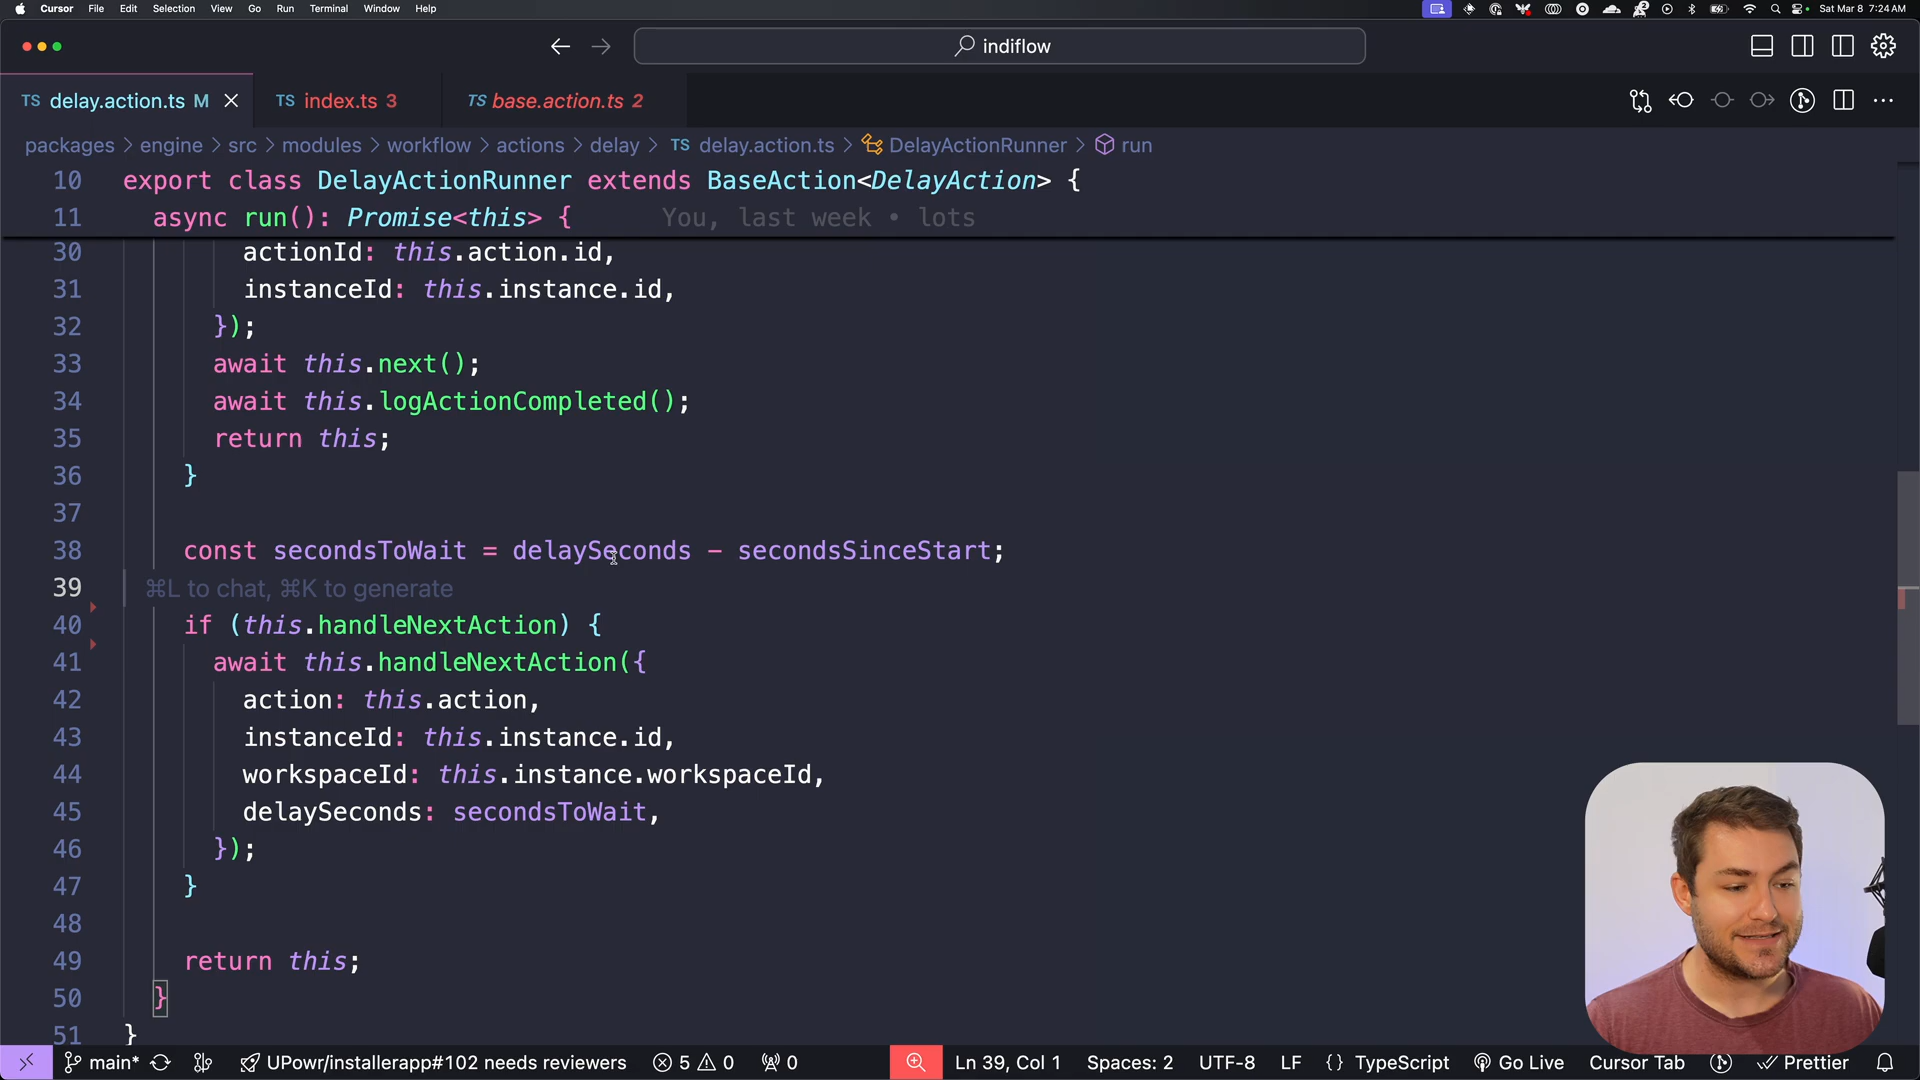 Cursor File Edit Selection View Go Run Terminal Window Help 2 Sat Mar 8 7:24 AM
indiflow
TS delay.action.ts M TS index.ts 3 TS base.action.ts 2
packages > engine > src > modules > workflow > actions > delay > TS delay.action.ts > DelayActionRunner > run
10 export class DelayActionRunner extends BaseAction<DelayAction> {
11 async run(): Promise<this> { You, last week • lots
30 actionId: this.action.id,
31 instanceId: this.instance.id,
32 });
33 await this.next();
34 await this.logActionCompleted();
35 return this;
36 }
37
38 const secondsToWait = delaySeconds - secondsSinceStart;
39 ⌘L to chat, ⌘K to generate
40 if (this.handleNextAction) {
41 await this.handleNextAction({
42 action: this.action,
43 instanceId: this.instance.id,
44 workspaceId: this.instance.workspaceId,
45 delaySeconds: secondsToWait,
46 });
47 }
48
49 return this;
50 }
51 }
main* UPowr/installerapp#102 needs reviewers 5 0 0 Ln 39, Col 1 Spaces: 2 UTF-8 LF {} TypeScript Go Live Cursor Tab Prettier